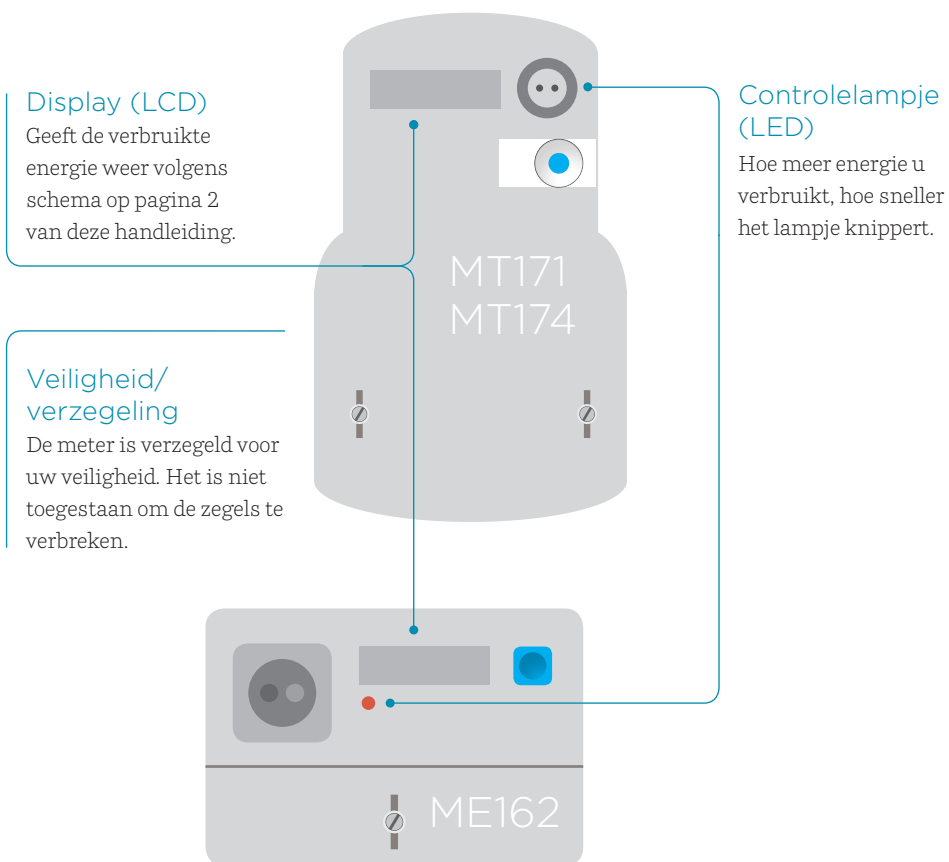 Display (LCD)
Geeft de verbruikte
energie weer volgens
schema op pagina 2
van deze handleiding.
Controlelampje
(LED)
Hoe meer energie u
verbruikt, hoe sneller
het lampje knippert.
MT171
MT174
Veiligheid/
verzegeling
De meter is verzegeld voor
uw veiligheid. Het is niet
toegestaan om de zegels te
verbreken.
ME162